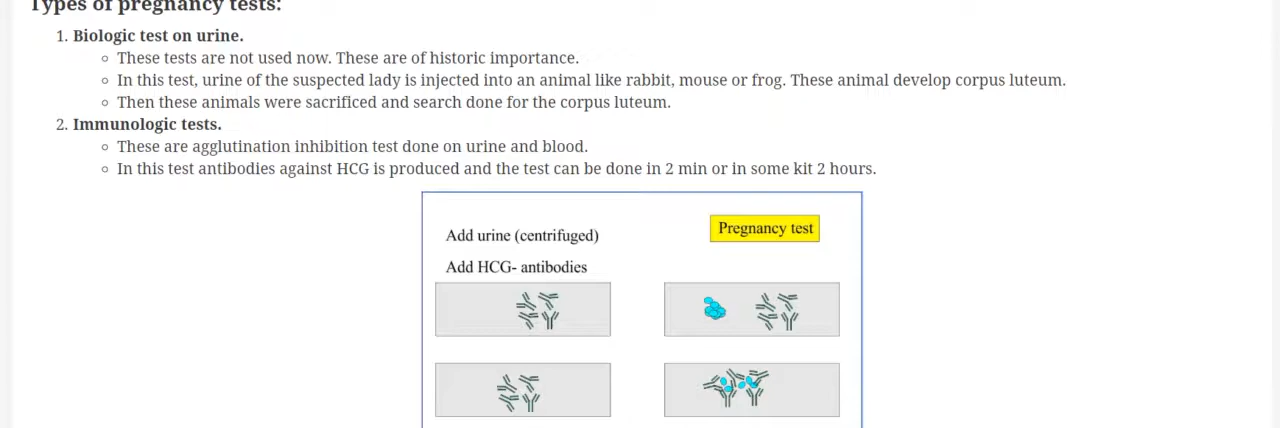 Types of pregnancy tests:
1. Biologic test on urine.
These tests are not used now. These are of historic importance.
In this test, urine of the suspected lady is injected into an animal like rabbit, mouse or frog. These animal develop corpus luteum.
Then these animals were sacrificed and search done for the corpus luteum.
2. Immunologic tests.
These are agglutination inhibition test done on urine and blood.
In this test antibodies against HCG is produced and the test can be done in 2 min or in some kit 2 hours.
Add urine (centrifuged)
Pregnancy test
Add HCG- antibodies